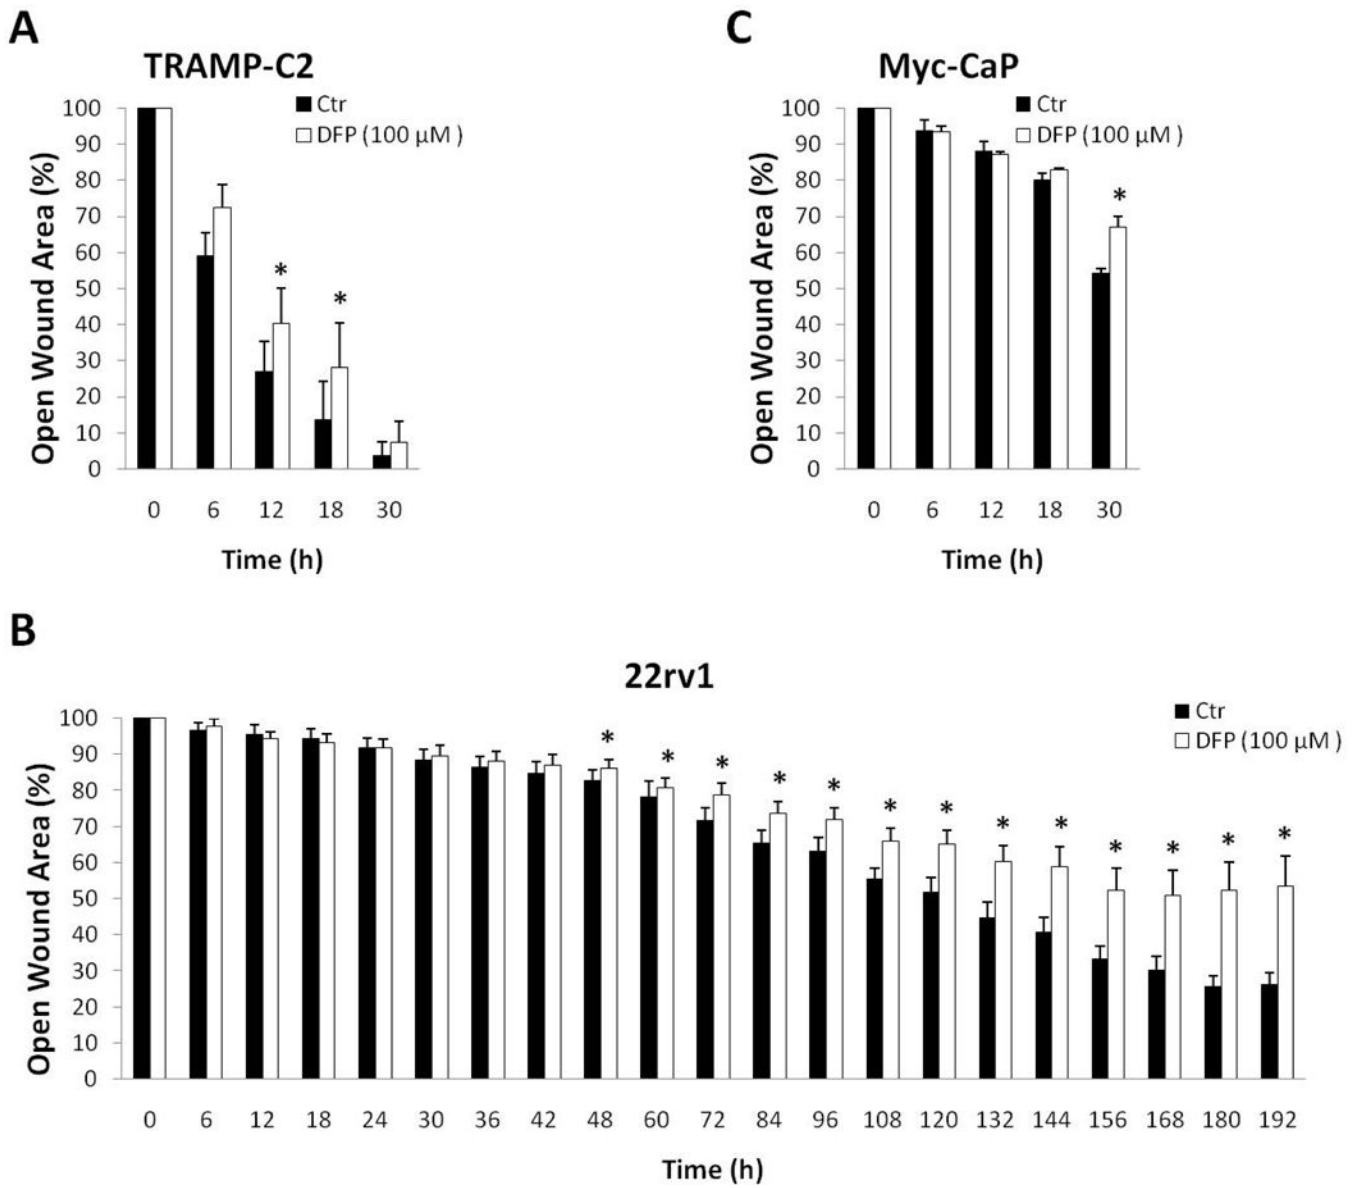 A
TRAMP-C2
Ctr
DFP (100 µM )
Open Wound Area (%)
100
90
80
70
60
50
40
30
20
10
0
*
*
0 6 12 18 30
Time (h)
C
Myc-CaP
Ctr
DFP (100 µM )
Open Wound Area (%)
100
90
80
70
60
50
40
30
20
10
0
*
0 6 12 18 30
Time (h)
B
22rv1
Ctr
DFP (100 µM )
Open Wound Area (%)
100
90
80
70
60
50
40
30
20
10
0
* * * * * * * * * * * * *
0 6 12 18 24 30 36 42 48 60 72 84 96 108 120 132 144 156 168 180 192
Time (h)